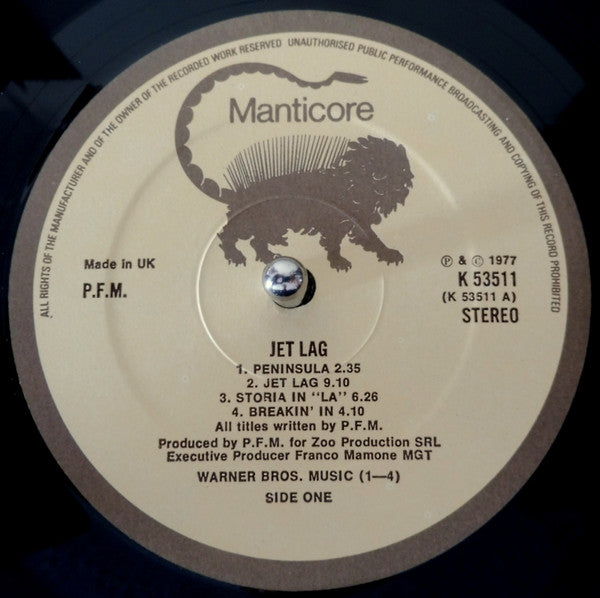 ALL RIGHTS OF THE MANUFACTURER AND OF THE OWNER OF THE RECORDED WORK RESERVED UNAUTHORISED PUBLIC PERFORMANCE BROADCASTING AND COPYING OF THIS RECORD PROHIBITED
Manticore
Made in UK
P.F.M.
Ⓟ & © 1977
K 53511
(K 53511 A)
STEREO
JET LAG
1. PENINSULA 2.35
2. JET LAG 9.10
3. STORIA IN "LA" 6.26
4. BREAKIN' IN 4.10
All titles written by P.F.M.
Produced by P.F.M. for Zoo Production SRL
Executive Producer Franco Mamone MGT
WARNER BROS. MUSIC (1—4)
SIDE ONE